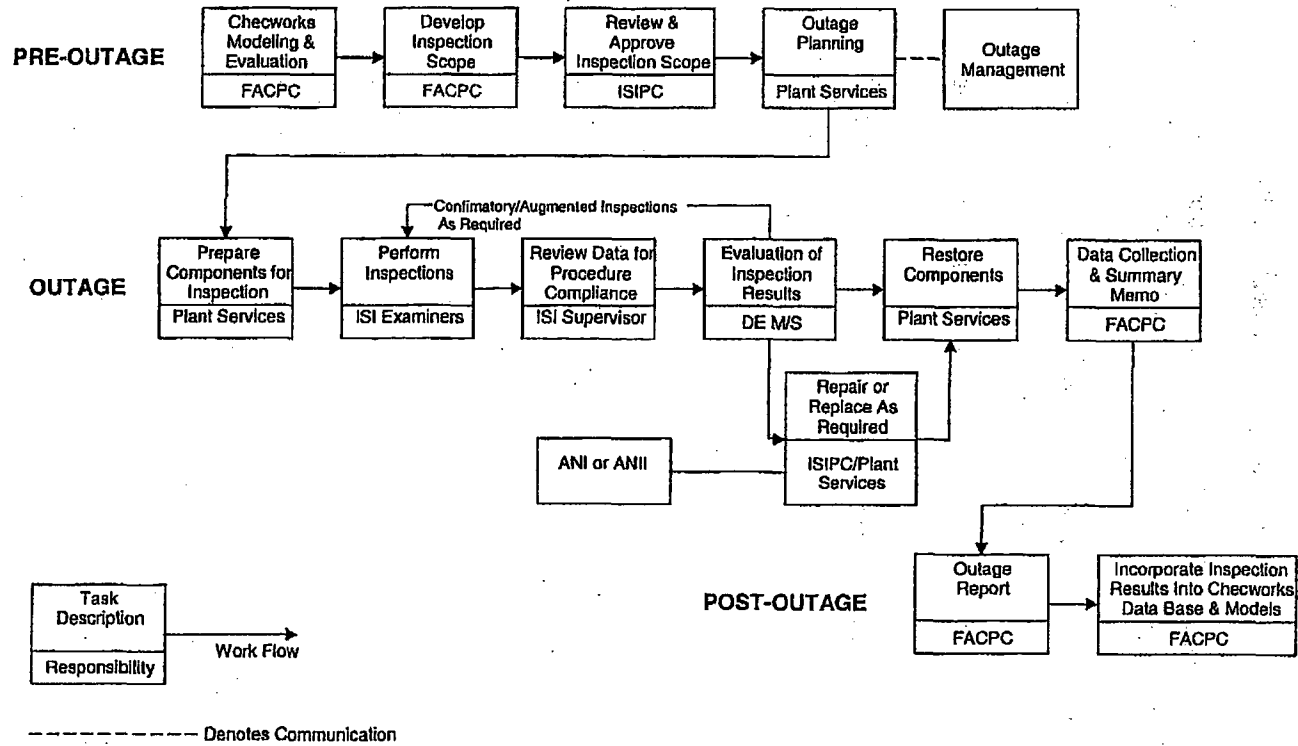 PRE-OUTAGE
Checworks
Modeling &
Evaluation
FACPC
Develop
Inspection
Scope
FACPC
Review &
Approve
Inspection Scope
ISIPC
Outage
Planning
Plant Services
Outage
Management
OUTAGE
Confimatory/Augmented Inspections
As Required
Prepare
Components for
Inspection
Plant Services
Perform
Inspections
ISI Examiners
Review Data for
Procedure
Compliance
ISI Supervisor
Evaluation of
Inspection
Results
DE M/S
Restore
Components
Plant Services
Data Collection
& Summary
Memo
FACPC
Repair or
Replace As
Required
ISIPC/Plant
Services
ANI or ANII
POST-OUTAGE
Outage
Report
FACPC
Incorporate Inspection
Results Into Checworks
Data Base & Models
FACPC
Task
Description
Responsibility
Work Flow
Denotes Communication